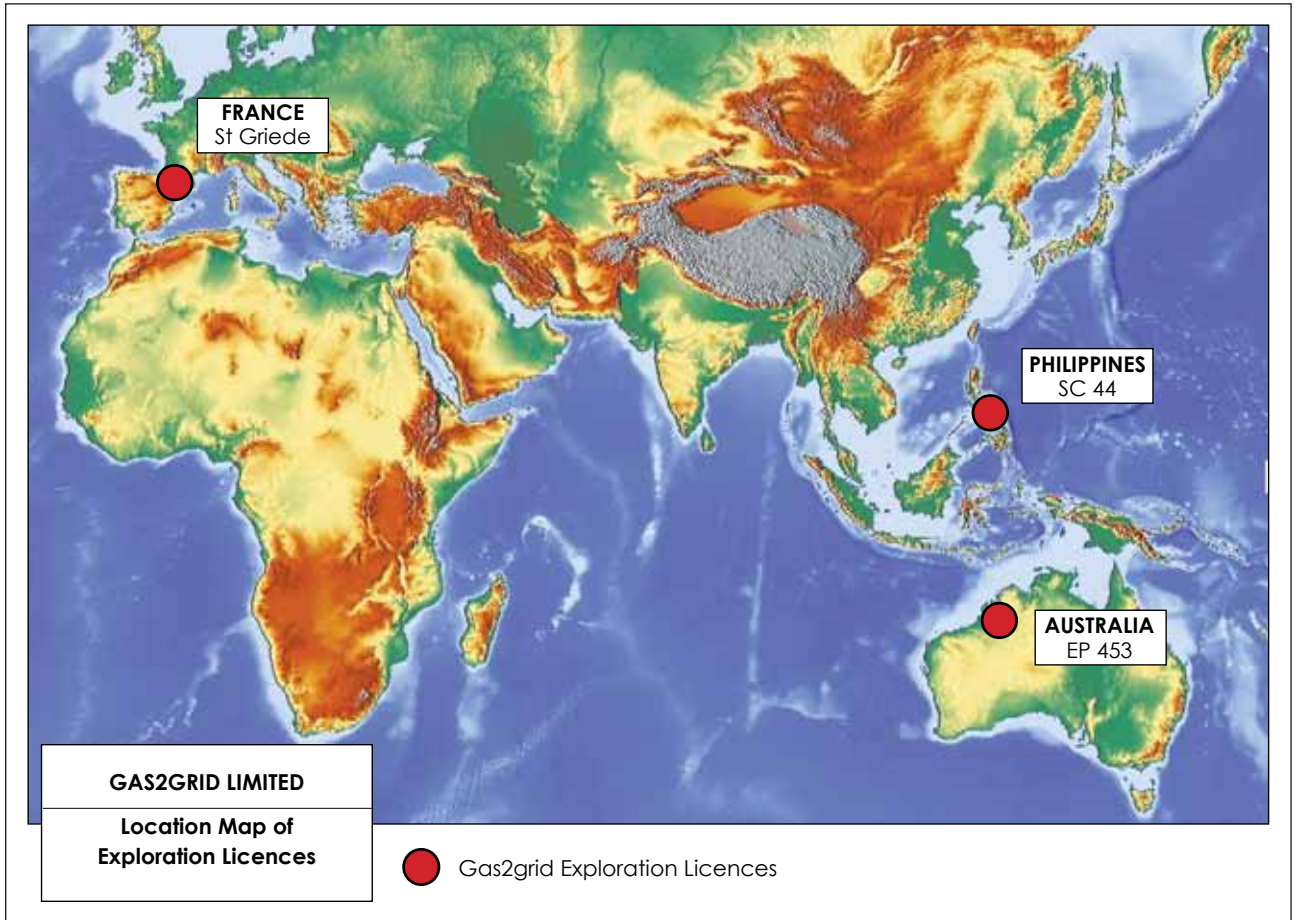 FRANCE
St Griede
PHILIPPINES
SC 44
AUSTRALIA
EP 453
GAS2GRID LIMITED
Location Map of
Exploration Licences
Gas2grid Exploration Licences